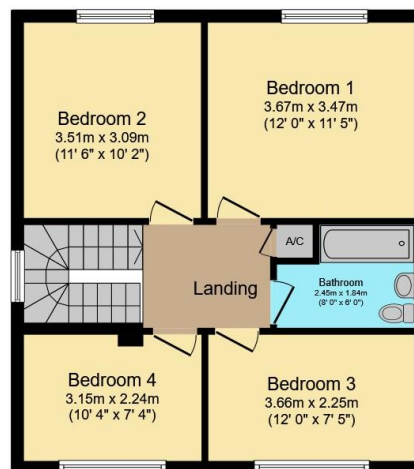 Bedroom 2
3.51m x 3.09m
(11' 6" x 10' 2")
Bedroom 1
3.67m x 3.47m
(12' 0" x 11' 5")
A/C
Landing
Bathroom
2.45m x 1.84m
(8' 0" x 6' 0")
Bedroom 4
3.15m x 2.24m
(10' 4" x 7' 4")
Bedroom 3
3.66m x 2.25m
(12' 0" x 7' 5")